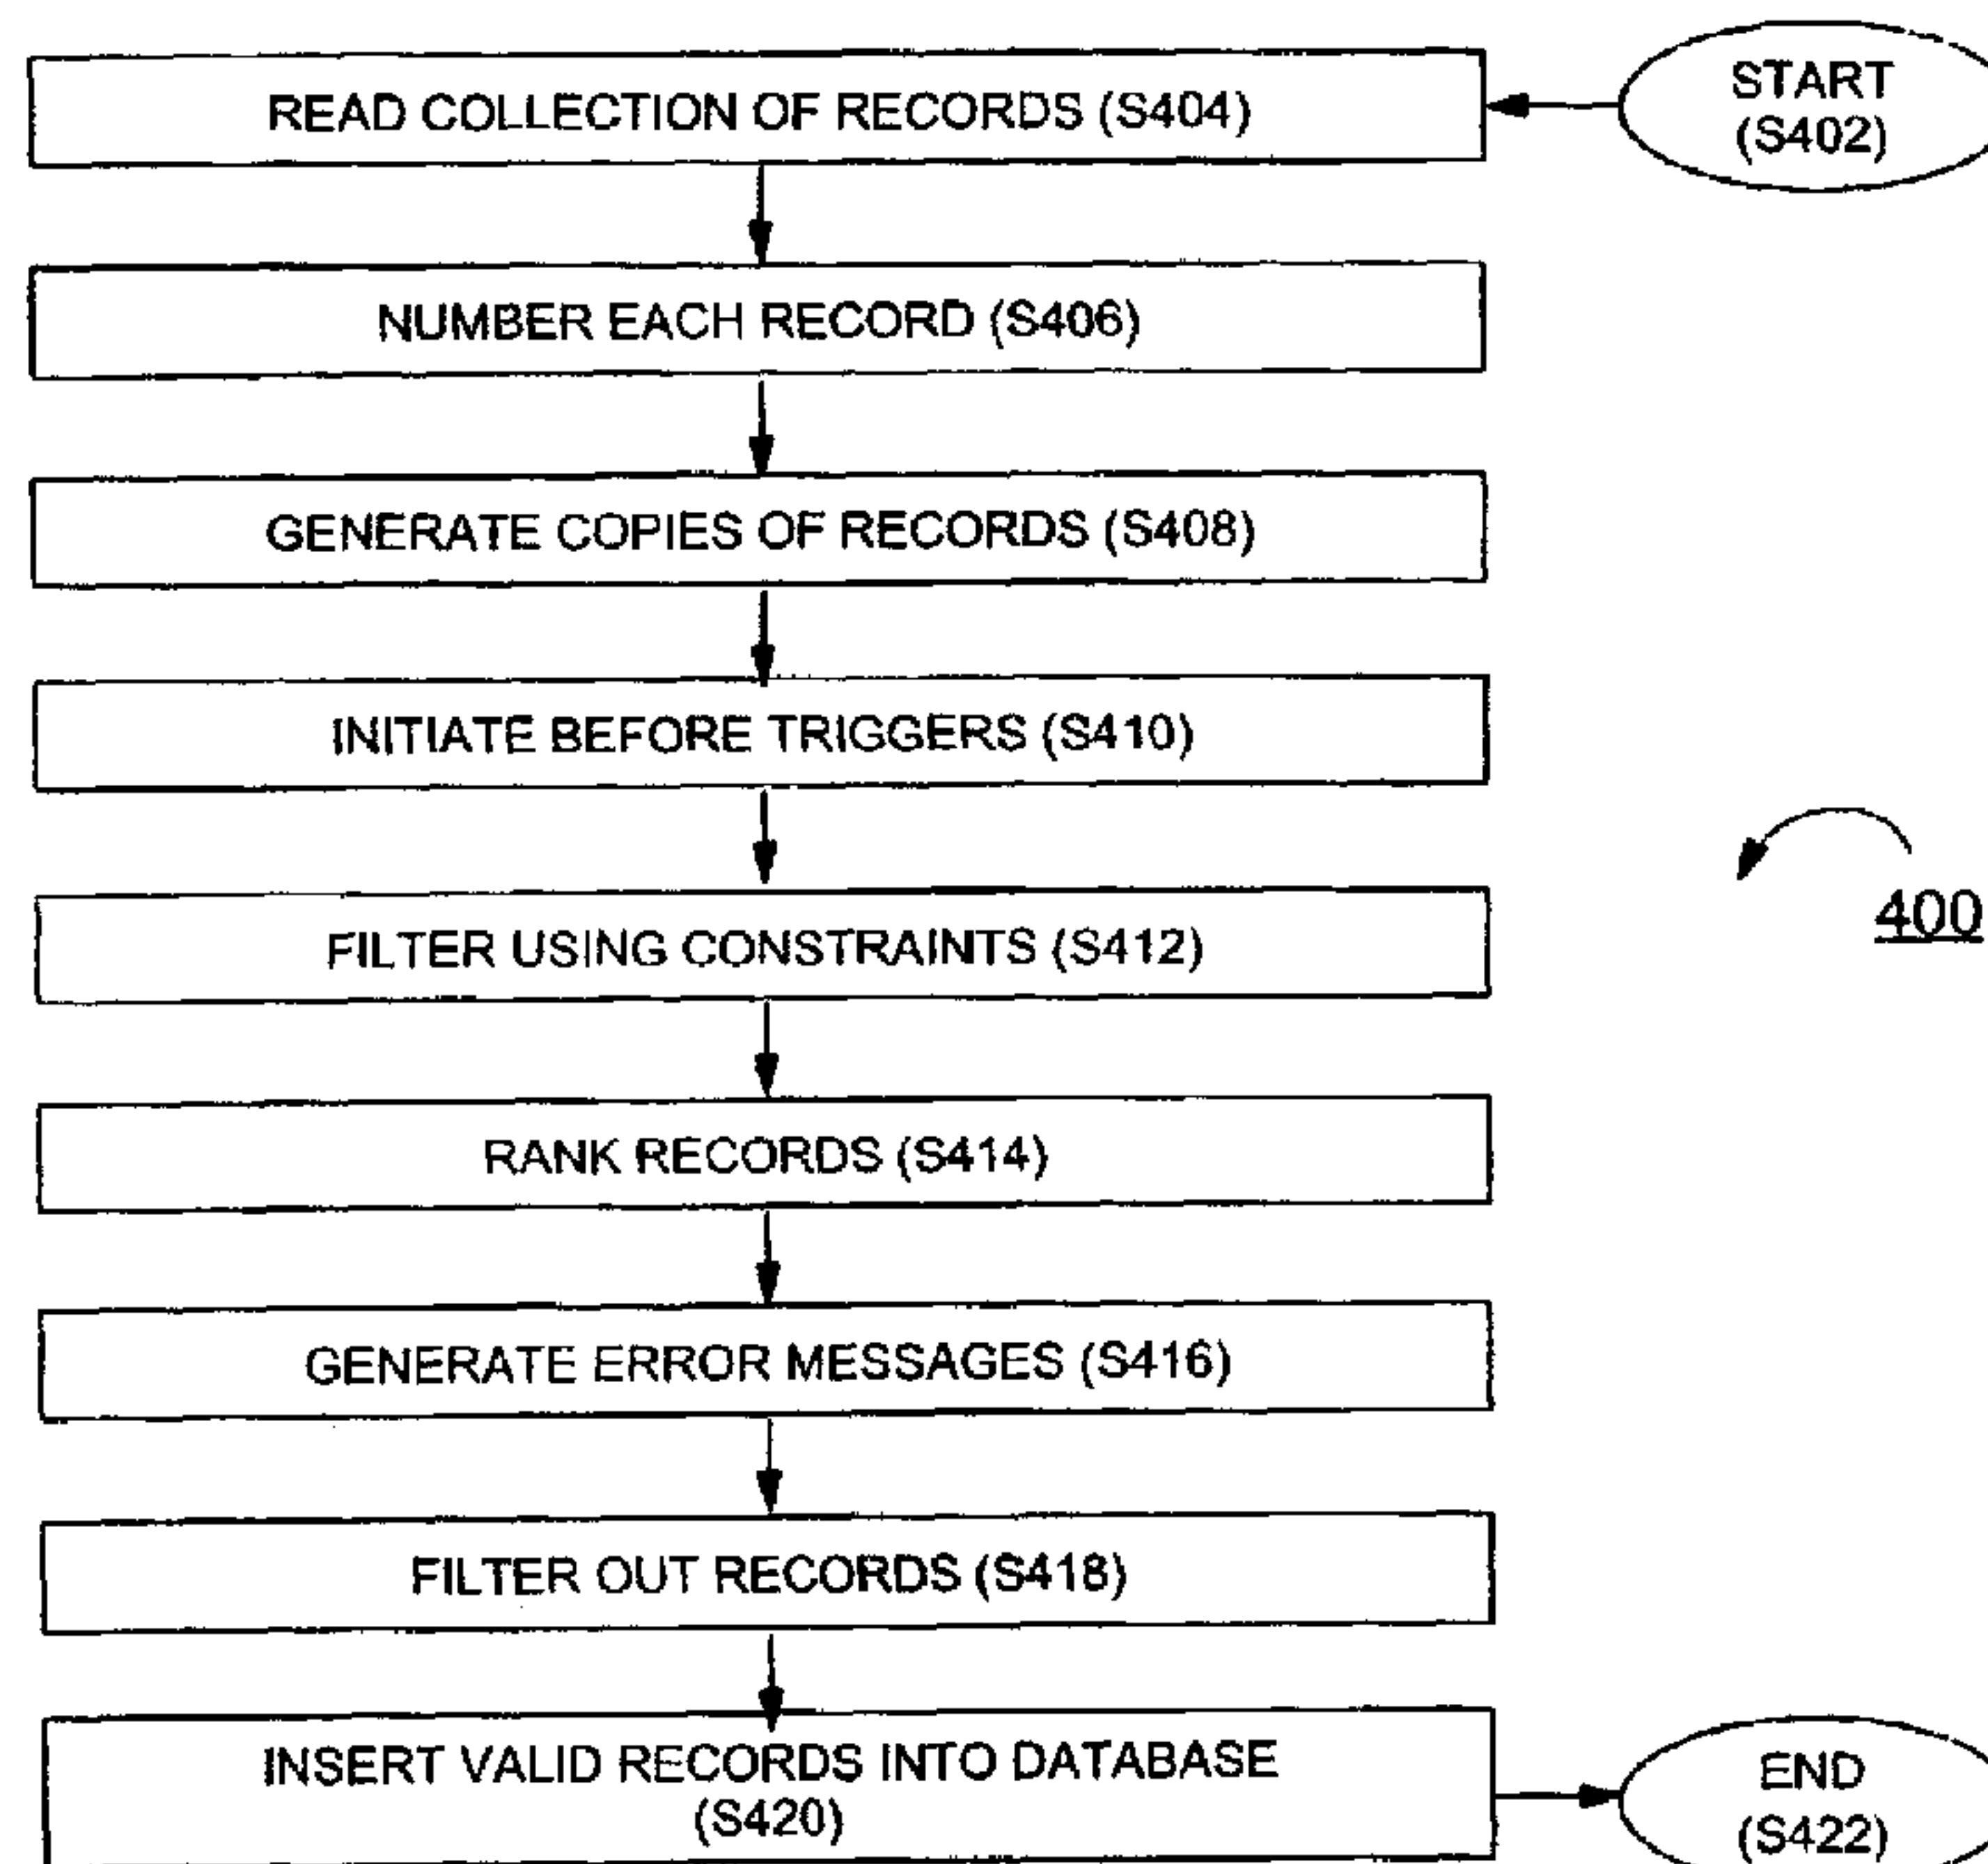 START
(S402)
READ COLLECTION OF RECORDS (S404)
NUMBER EACH RECORD (S406)
GENERATE COPIES OF RECORDS (S408)
INITIATE BEFORE TRIGGERS (S410)
FILTER USING CONSTRAINTS (S412)
400
RANK RECORDS (S414)
GENERATE ERROR MESSAGES (S416)
FILTER OUT RECORDS (S418)
INSERT VALID RECORDS INTO DATABASE
(S420)
END
(S422)